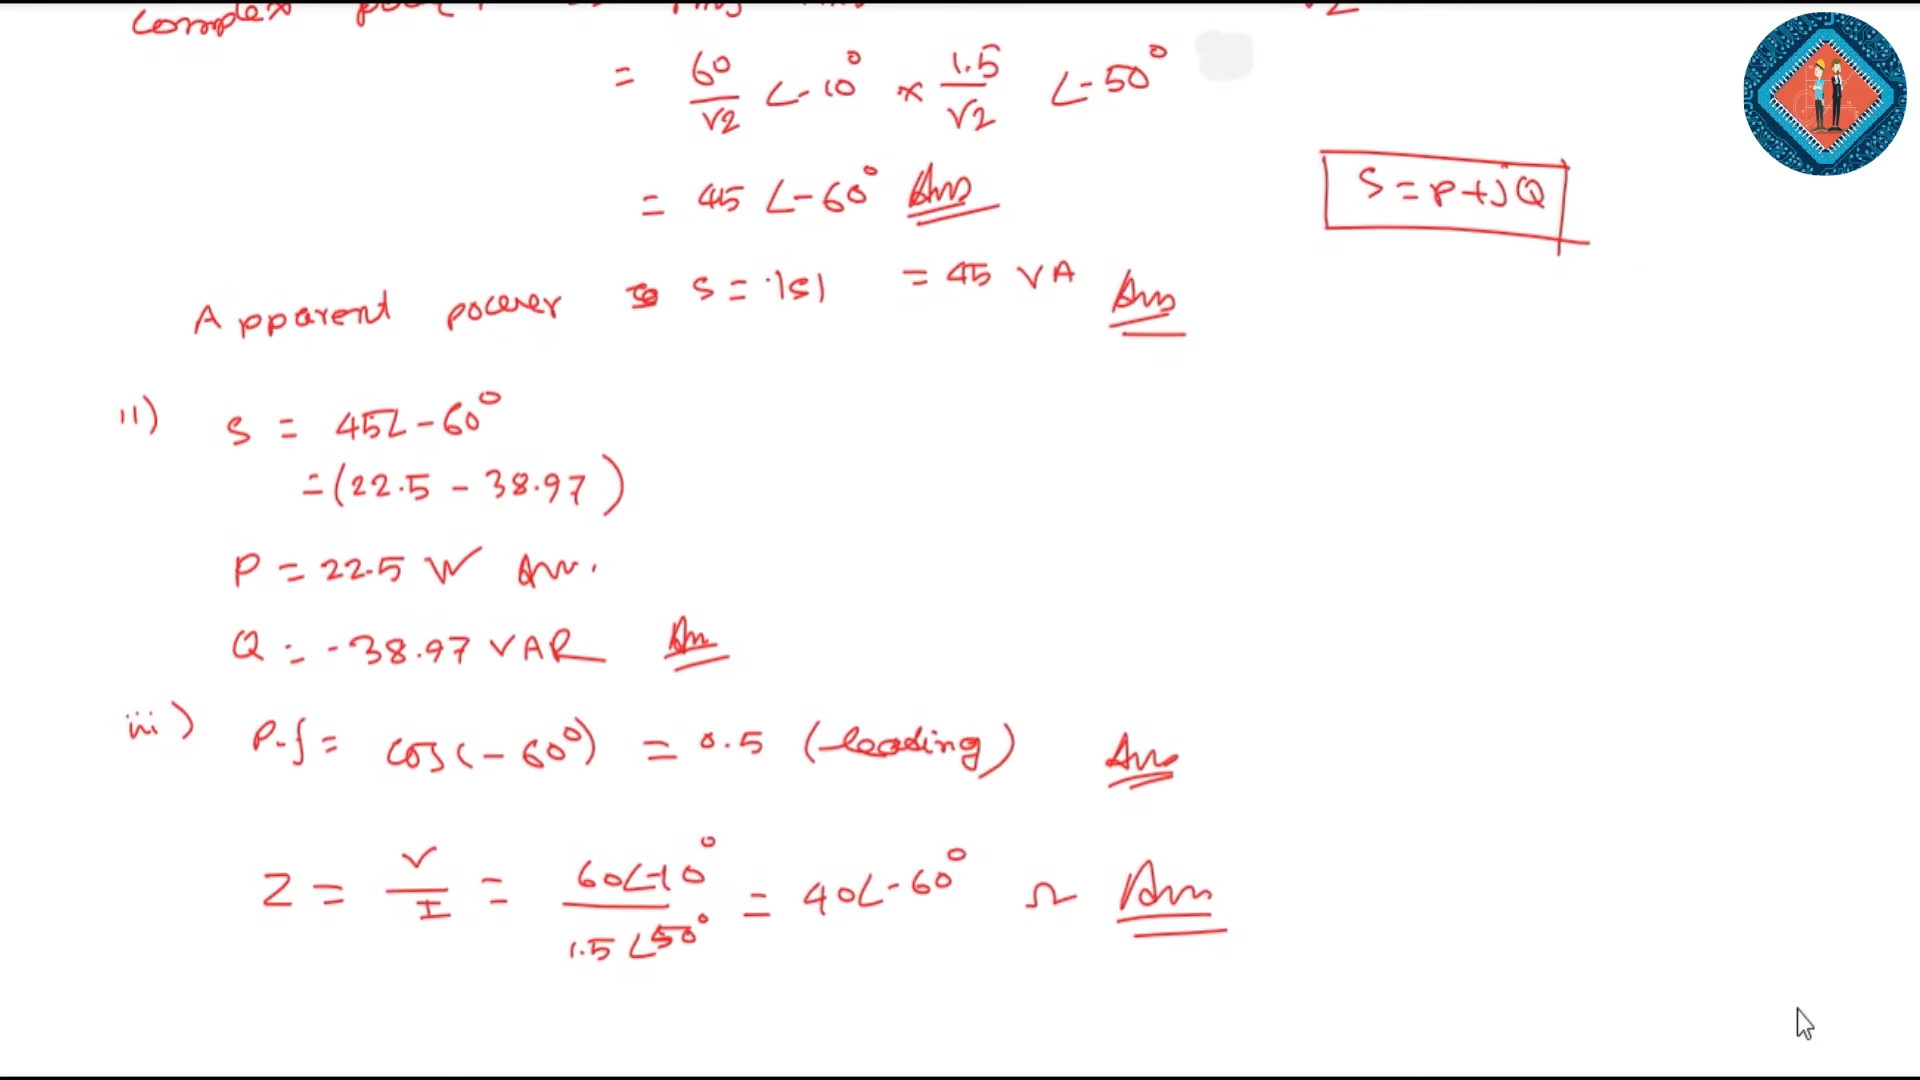 complex
= 60/√2 ∠-10° × 1.5/√2 ∠-50°
= 45 ∠-60° Ans
S = P + jQ
Apparent power S = |S| = 45 VA Ans
ii) S = 45∠-60°
= (22.5 - 38.97)
P = 22.5 W Ans.
Q = -38.97 VAR Ans
iii) P.f = cos(-60°) = 0.5 (leading) Ans
Z = V/I = 60∠-10° / 1.5∠50° = 40∠-60° Ω Ans